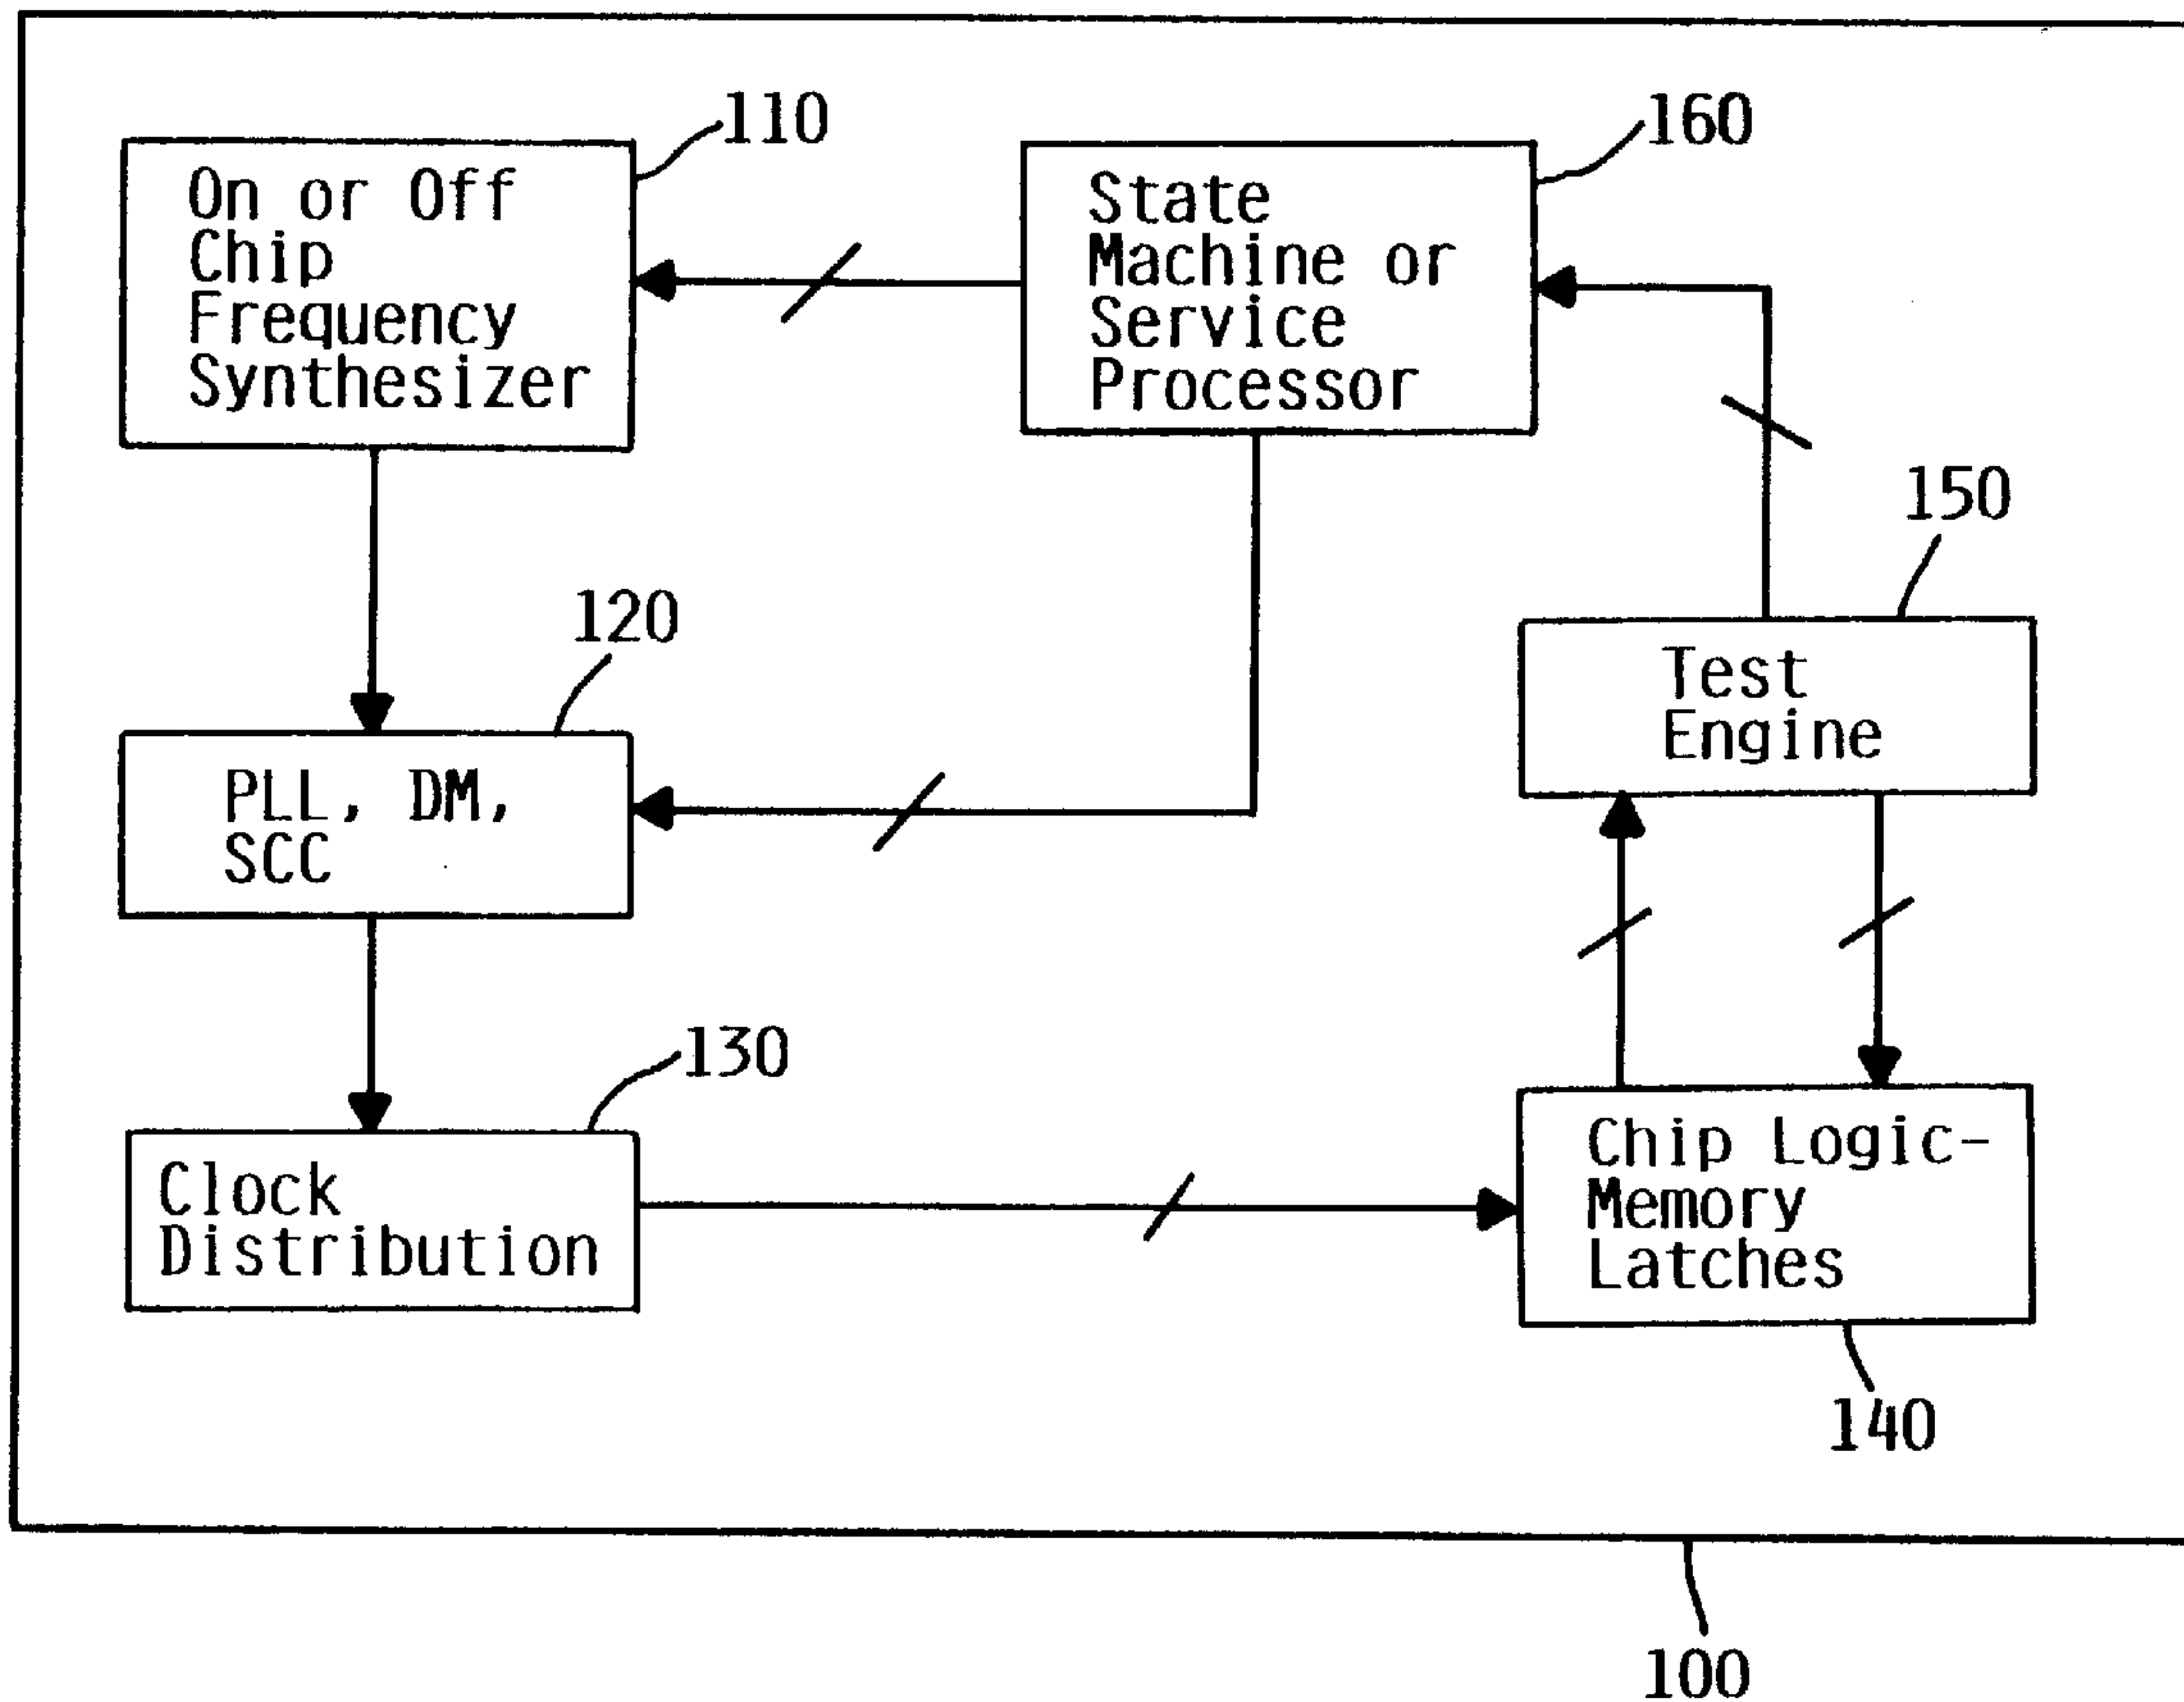 110
On or Off
Chip
Frequency
Synthesizer
160
State
Machine or
Service
Processor
150
Test
Engine
120
PLL, DM,
SCC
130
Clock
Distribution
Chip Logic-
Memory
Latches
140
100